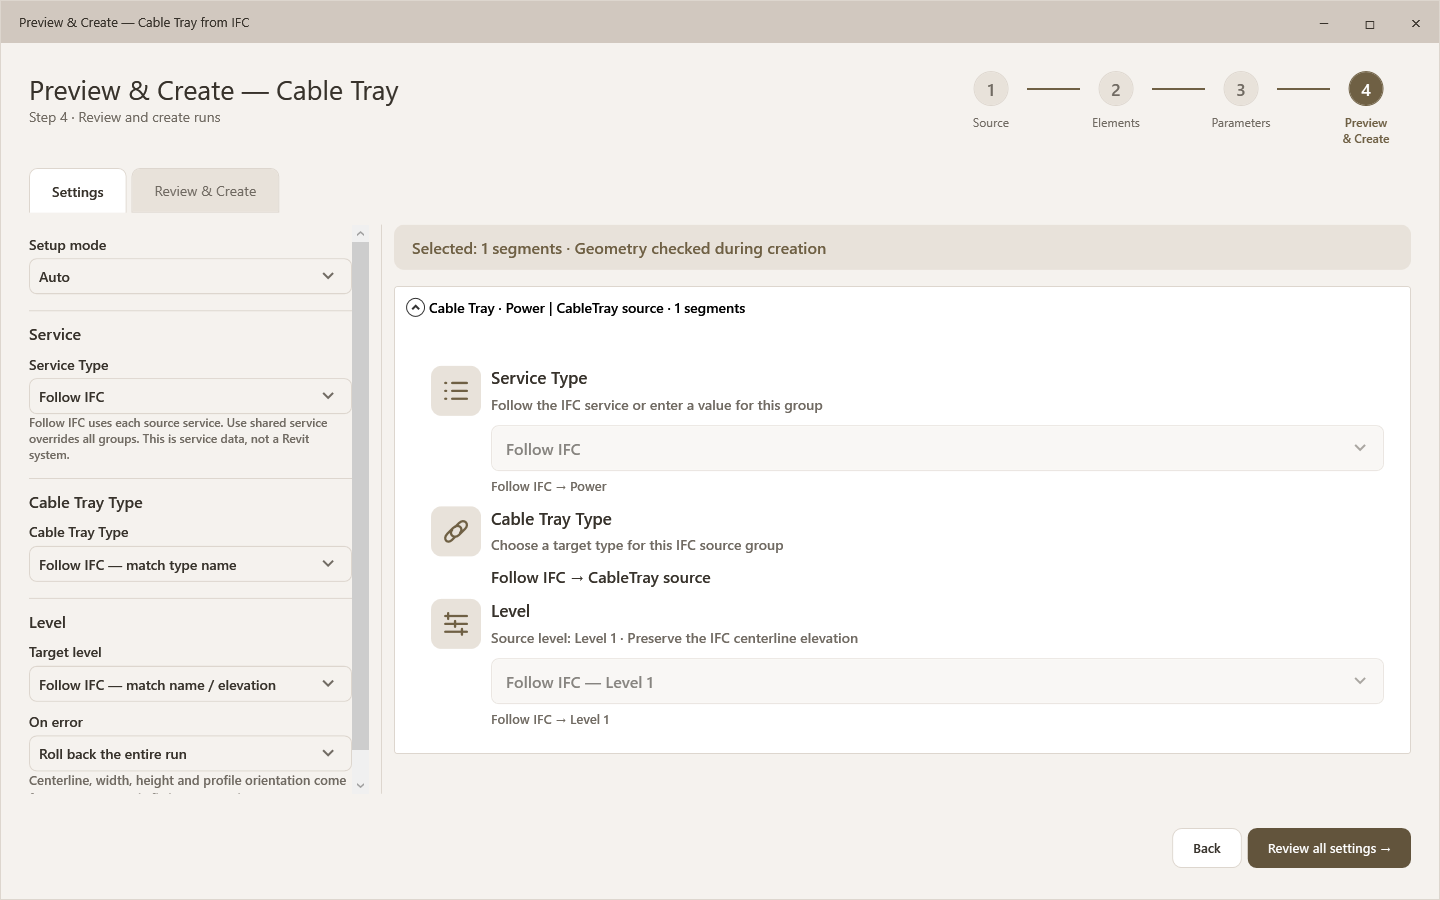 Preview & Create — Cable Tray from IFC
Preview & Create — Cable Tray
Step 4 · Review and create runs
1
Source
2
Elements
3
Parameters
4
Preview
& Create
Settings
Review & Create
Setup mode
Auto
Service
Service Type
Follow IFC
Follow IFC uses each source service. Use shared service
overrides all groups. This is service data, not a Revit
system.
Cable Tray Type
Cable Tray Type
Follow IFC — match type name
Level
Target level
Follow IFC — match name / elevation
On error
Roll back the entire run
Centerline, width, height and profile orientation come
Selected: 1 segments · Geometry checked during creation
Cable Tray · Power | CableTray source · 1 segments
Service Type
Follow the IFC service or enter a value for this group
Follow IFC
Follow IFC → Power
Cable Tray Type
Choose a target type for this IFC source group
Follow IFC → CableTray source
Level
Source level: Level 1 · Preserve the IFC centerline elevation
Follow IFC — Level 1
Follow IFC → Level 1
Back
Review all settings →